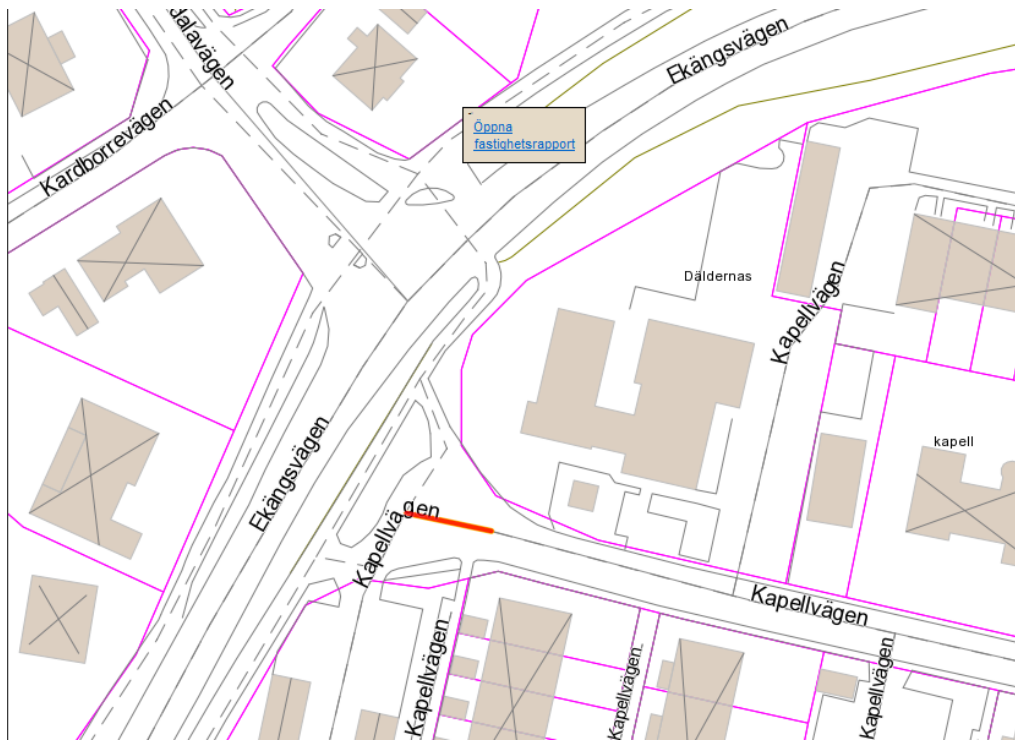 dalavägen
Ekängsvägen
Kardborrevägen
Öppna
fastighetsrapport
Däldernas
Kapellvägen
kapell
Ekängsvägen
Kapellvägen
Kapellvägen
Kapellvägen
Kapellvägen
Kapellvägen